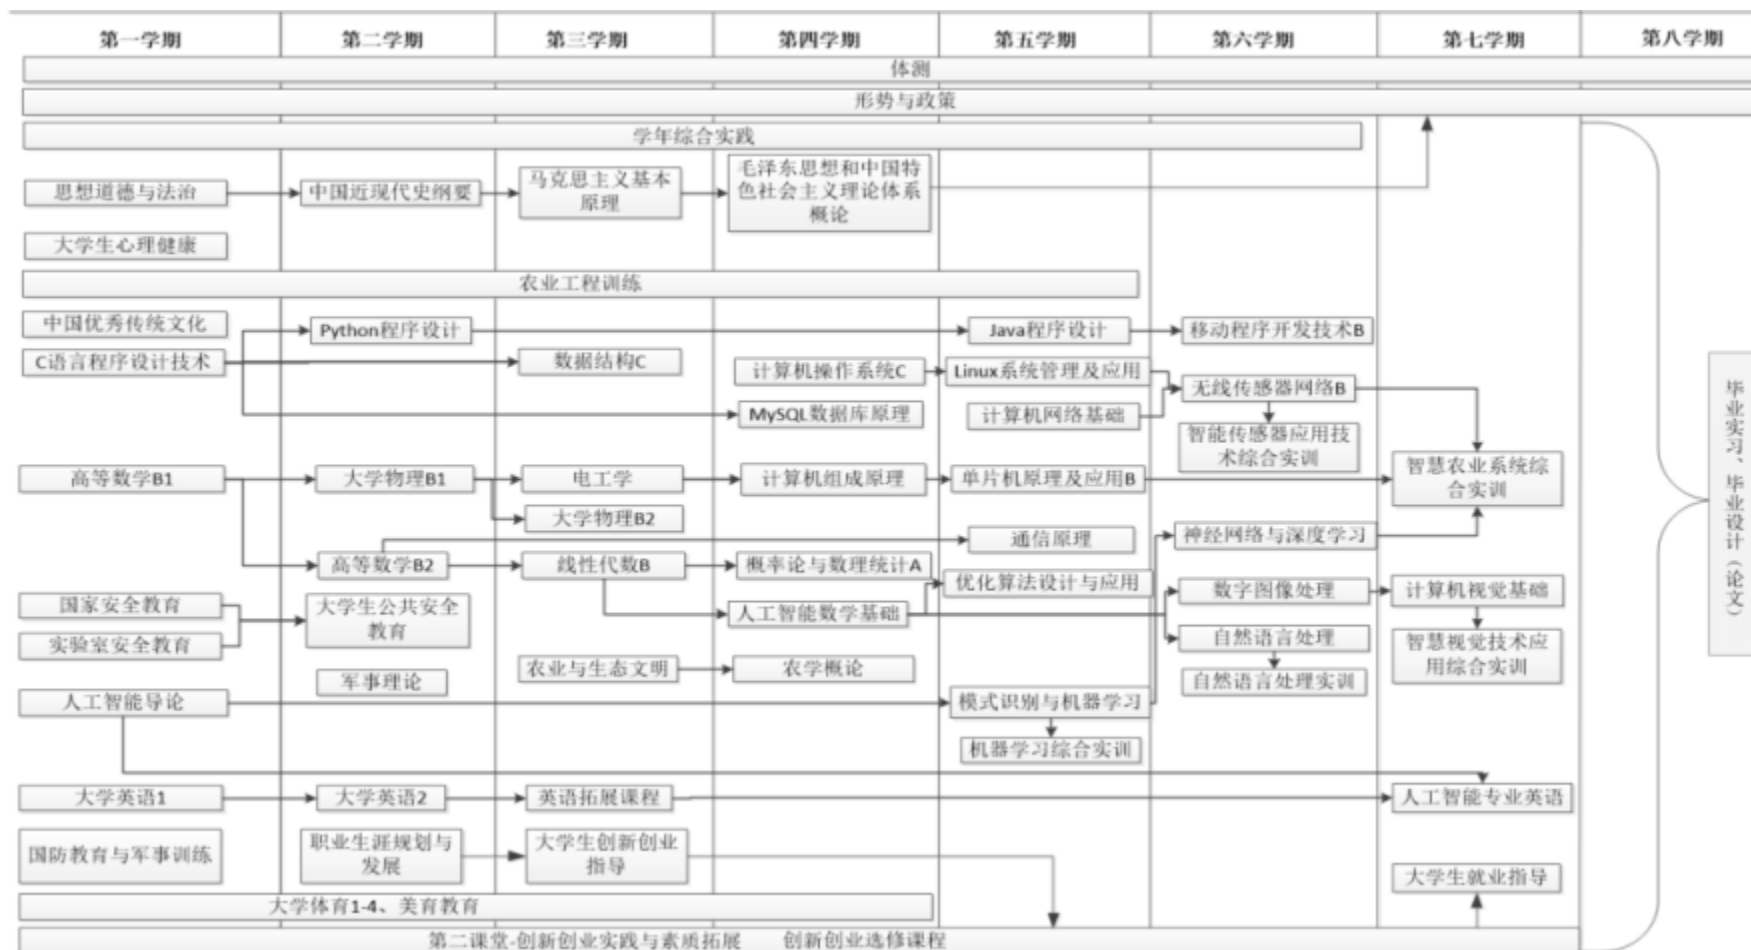 第一学期 第二学期 第三学期 第四学期 第五学期 第六学期 第七学期 第八学期
体测
形势与政策
学年综合实践
思想道德与法治
中国近现代史纲要
马克思主义基本
原理
毛泽东思想和中国特
色社会主义理论体系
概论
大学生心理健康
农业工程训练
中国优秀传统文化
Python程序设计
Java程序设计
移动程序开发技术B
C语言程序设计技术
数据结构C
计算机操作系统C
Linux系统管理及应用
无线传感器网络B
MySQL数据库原理
计算机网络基础
智能传感器应用技
术综合实训
高等数学B1
大学物理B1
电工学
计算机组成原理
单片机原理及应用B
智慧农业系统综
合实训
大学物理B2
通信原理
神经网络与深度学习
高等数学B2
线性代数B
概率论与数理统计A
优化算法设计与应用
数字图像处理
计算机视觉基础
国家安全教育
大学生公共安全
教育
人工智能数学基础
实验室安全教育
自然语言处理
智慧视觉技术应
用综合实训
农业与生态文明
农学概论
军事理论
自然语言处理实训
人工智能导论
模式识别与机器学习
机器学习综合实训
大学英语1
大学英语2
英语拓展课程
人工智能专业英语
国防教育与军事训练
职业生涯规划与
发展
大学生创新创业
指导
大学生就业指导
大学体育1-4、美育教育
第二课堂-创新创业实践与素质拓展 创新创业选修课程
毕业实习、毕业设计（论文）